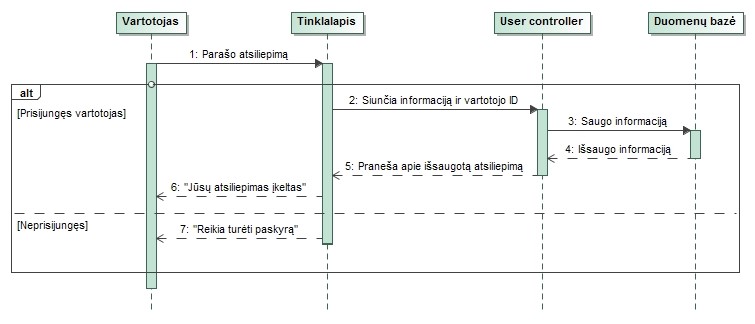 Vartotojas
Tinklalapis
User controller
Duomenų bazė
1: Parašo atsiliepimą
alt
[Prisijungęs vartotojas]
2: Siunčia informaciją ir vartotojo ID
3: Saugo informaciją
4: Išsaugo informaciją
5: Praneša apie išsaugotą atsiliepimą
6: "Jūsų atsiliepimas įkeltas"
[Neprisijungęs]
7: "Reikia turėti paskyrą"